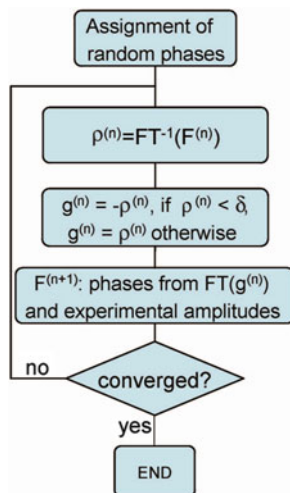 Assignment of
random phases
ρ⁽ⁿ⁾=FT⁻¹(F⁽ⁿ⁾)
g⁽ⁿ⁾ = -ρ⁽ⁿ⁾, if ρ⁽ⁿ⁾ < δ,
g⁽ⁿ⁾ = ρ⁽ⁿ⁾ otherwise
F⁽ⁿ⁺¹⁾: phases from FT(g⁽ⁿ⁾)
and experimental amplitudes
no
converged?
yes
END